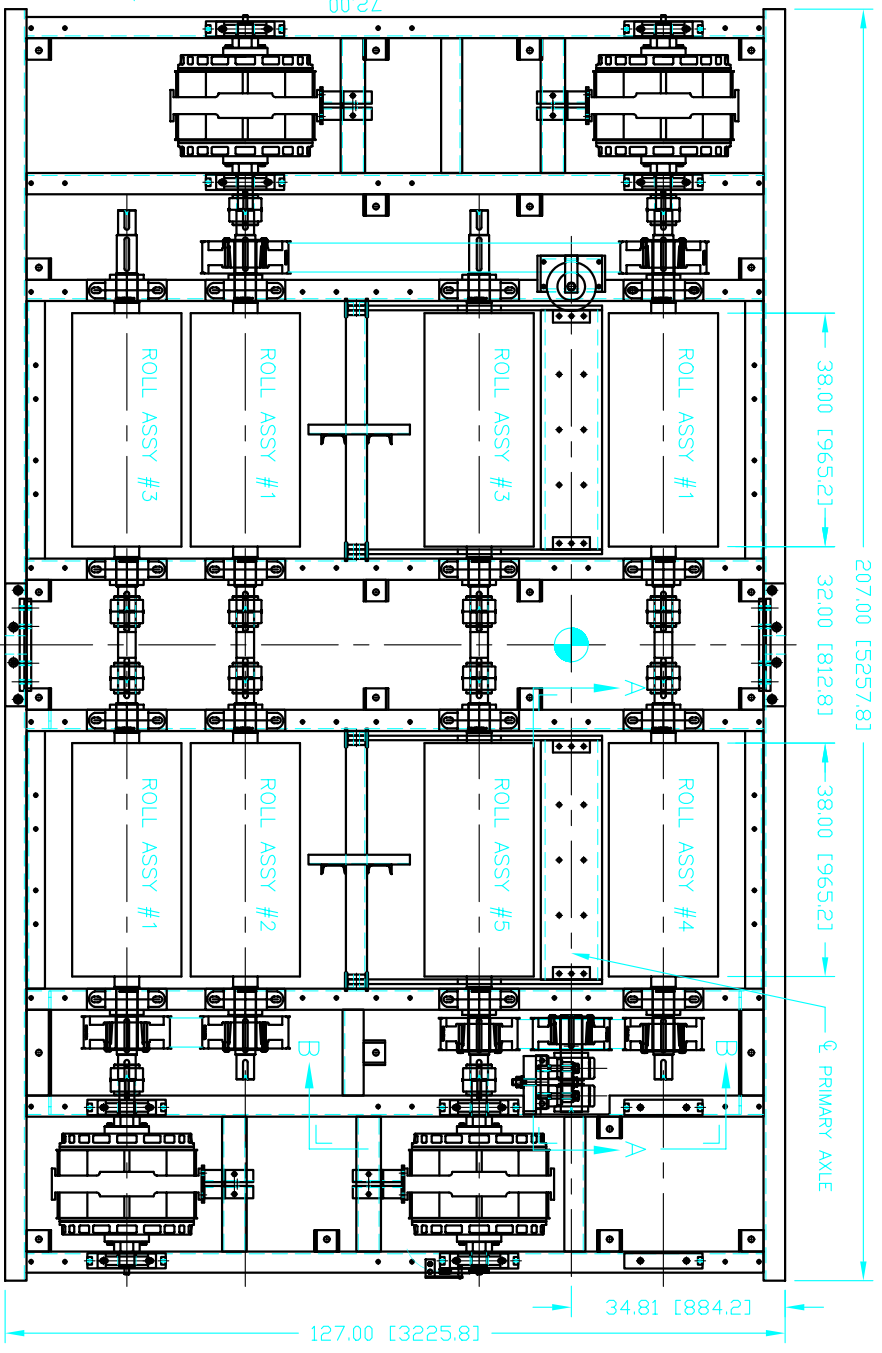 72.00
207.00 [5257.8]
38.00 [965.2]
32.00 [812.8]
38.00 [965.2]
℄ PRIMARY AXLE
ROLL ASSY #1
ROLL ASSY #3
ROLL ASSY #1
ROLL ASSY #3
ROLL ASSY #4
ROLL ASSY #5
ROLL ASSY #2
ROLL ASSY #1
A
A
B
B
34.81 [884.2]
127.00 [3225.8]